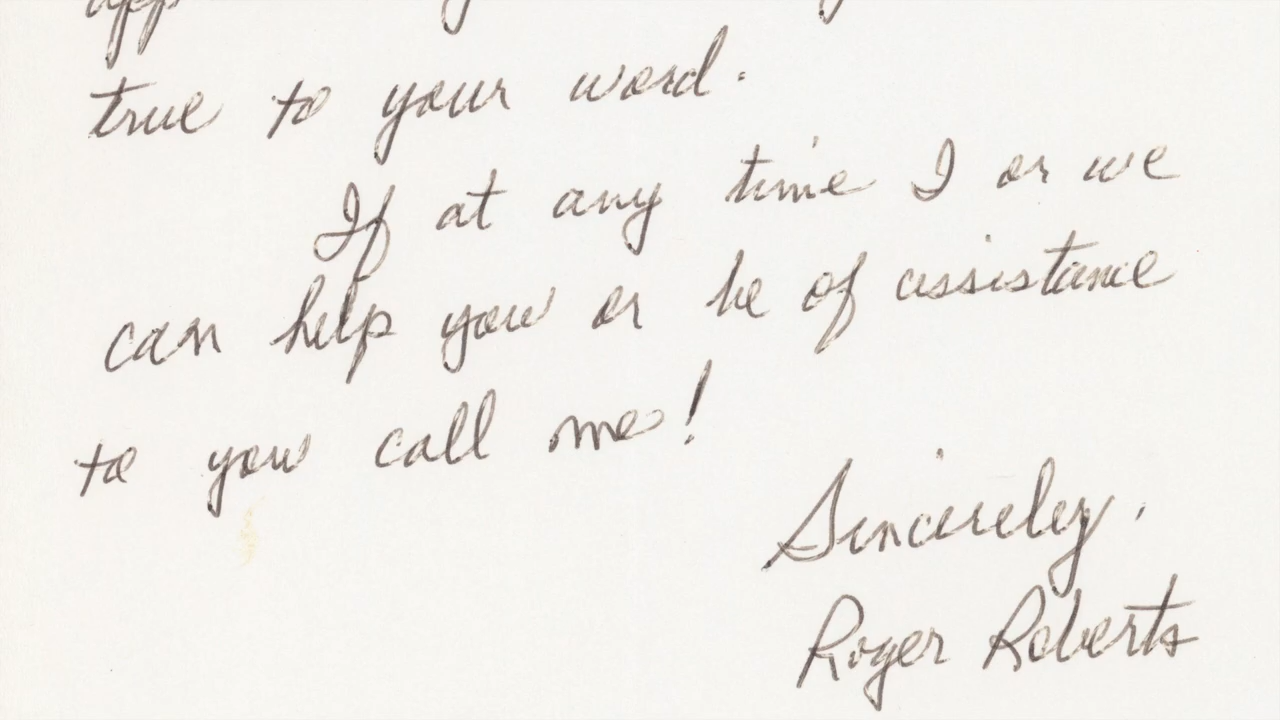 true to your word.
If at any time I or we
can help you or be of assistance
to you call me!
Sincerely,
Roger Roberts